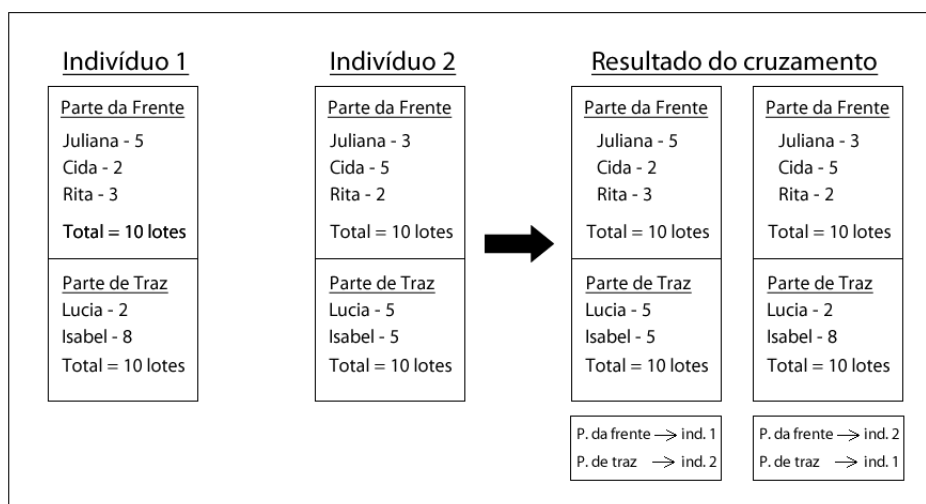 Indivíduo 1
Parte da Frente
Juliana - 5
Cida - 2
Rita - 3
Total = 10 lotes
Parte de Traz
Lucia - 2
Isabel - 8
Total = 10 lotes
Indivíduo 2
Parte da Frente
Juliana - 3
Cida - 5
Rita - 2
Total = 10 lotes
Parte de Traz
Lucia - 5
Isabel - 5
Total = 10 lotes
Resultado do cruzamento
Parte da Frente
Juliana - 5
Cida - 2
Rita - 3
Total = 10 lotes
Parte de Traz
Lucia - 5
Isabel - 5
Total = 10 lotes
P. da frente → ind. 1
P. de traz → ind. 2
Parte da Frente
Juliana - 3
Cida - 5
Rita - 2
Total = 10 lotes
Parte de Traz
Lucia - 2
Isabel - 8
Total = 10 lotes
P. da frente → ind. 2
P. de traz → ind. 1